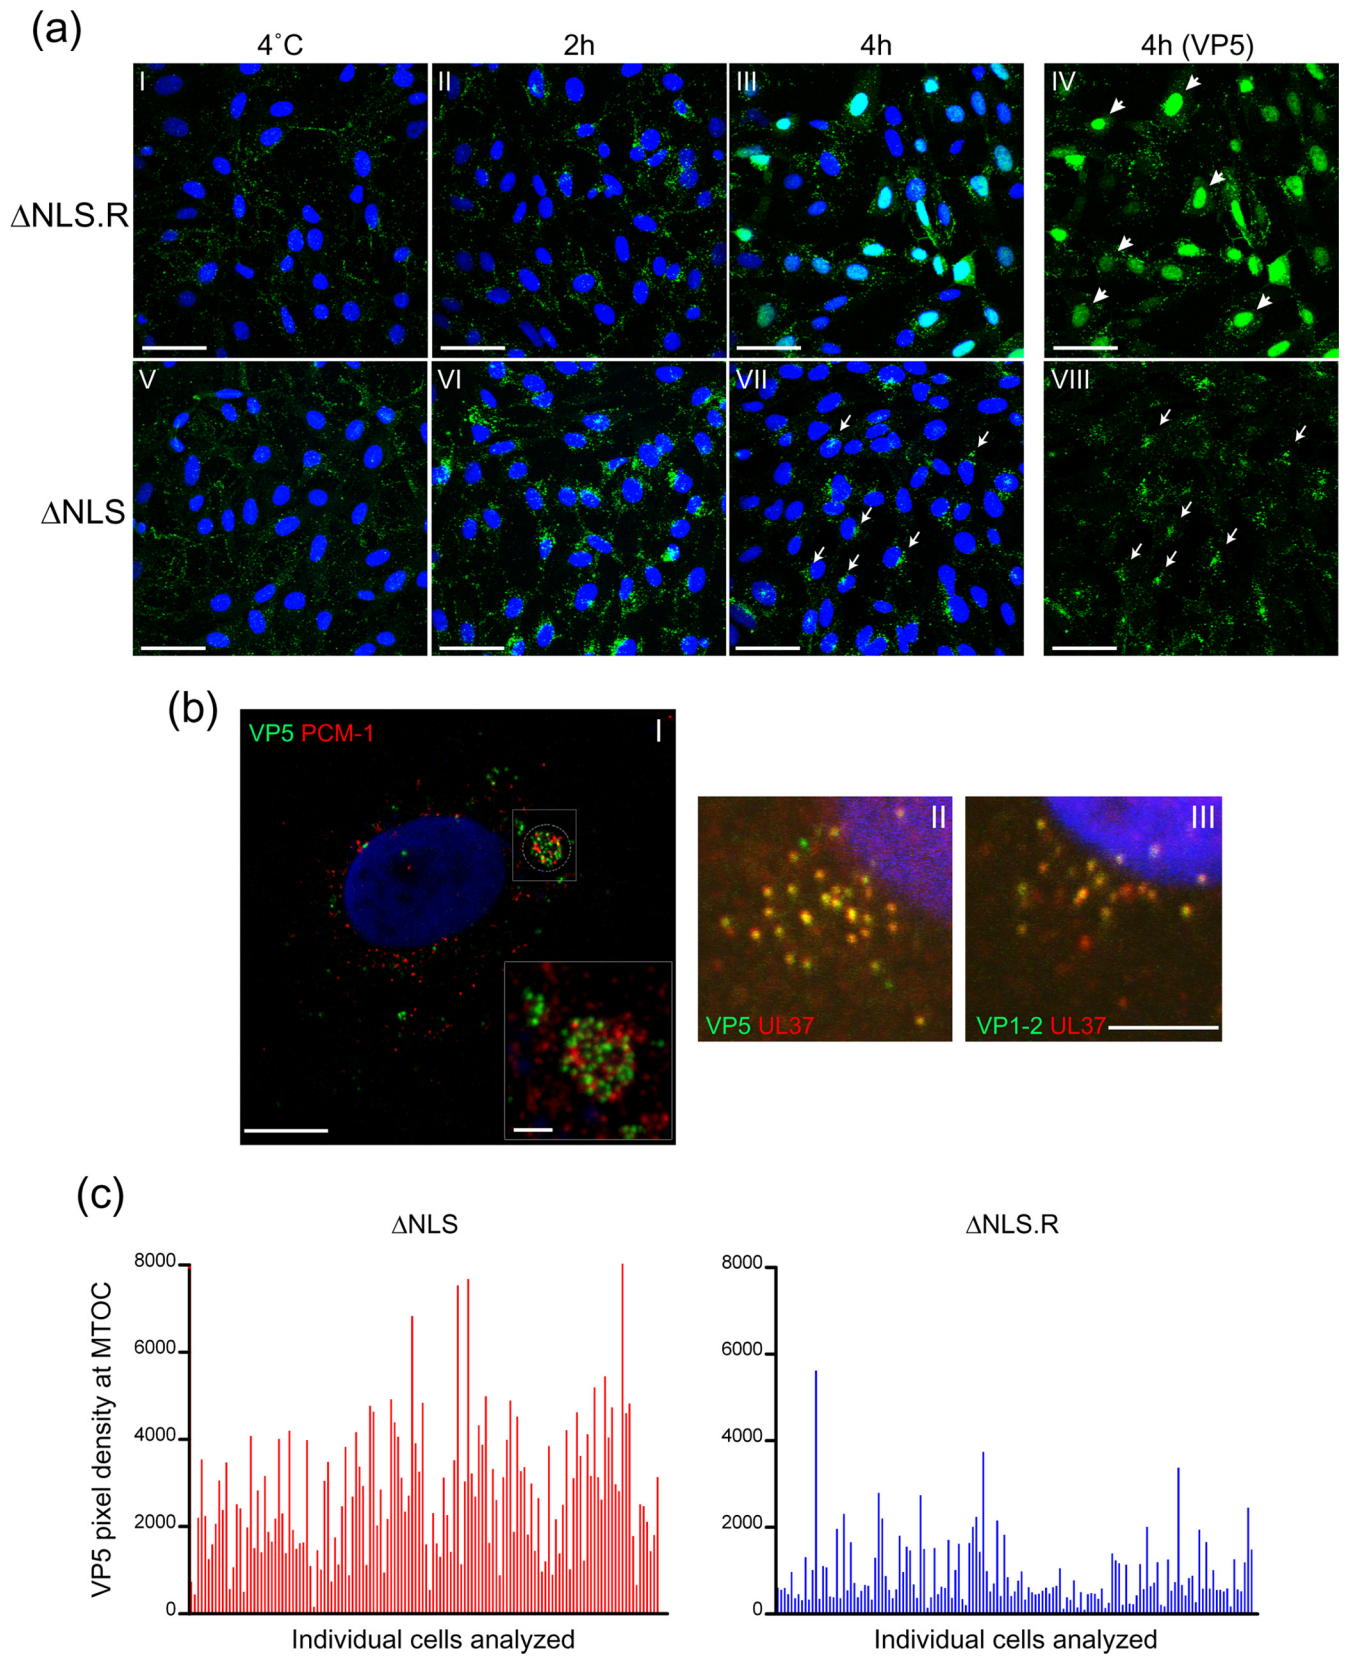 (a)
4˚C 2h 4h 4h (VP5)
ΔNLS.R
I II III IV
ΔNLS
V VI VII VIII
(b)
VP5 PCM-1 I
II
VP5 UL37
III
VP1-2 UL37
(c)
ΔNLS
VP5 pixel density at MTOC
8000
6000
4000
2000
0
Individual cells analyzed
ΔNLS.R
8000
6000
4000
2000
0
Individual cells analyzed